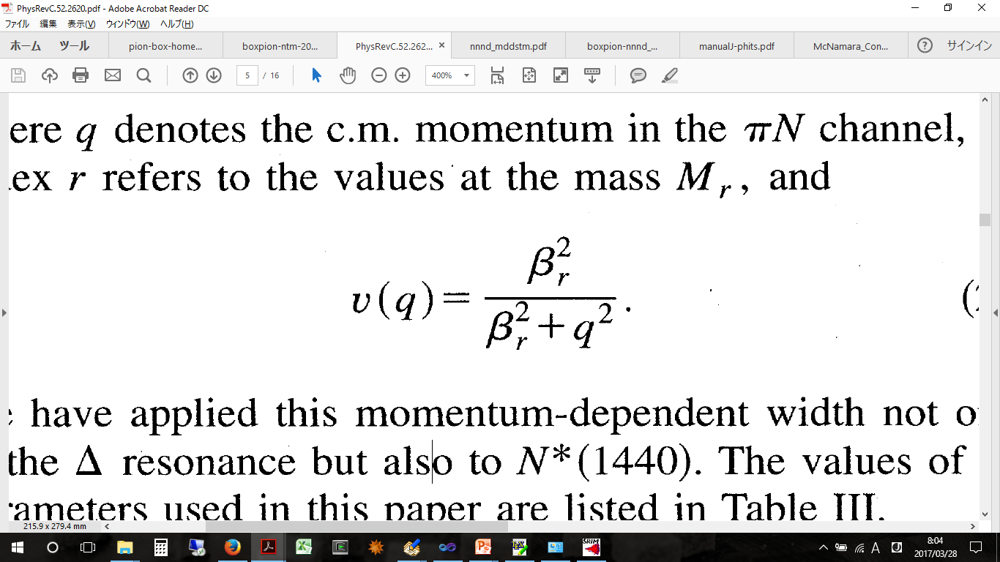 PhysRevC.52.2620.pdf - Adobe Acrobat Reader DC
ファイル 編集 表示(V) ウィンドウ(W) ヘルプ(H)
ホーム ツール pion-box-home... boxpion-ntm-20... PhysRevC.52.262... × nnnd_mddstm.pdf boxpion-nnnd_... manualJ-phits.pdf McNamara_Con... サインイン
5 / 16 400%
ere q denotes the c.m. momentum in the πN channel,
ex r refers to the values at the mass M_r, and
v(q) = β_r^2 / (β_r^2 + q^2) .
have applied this momentum-dependent width not o
the Δ resonance but also to N*(1440). The values of
rameters used in this paper are listed in Table III.
215.9 x 279.4 mm
A 8:04
2017/03/28